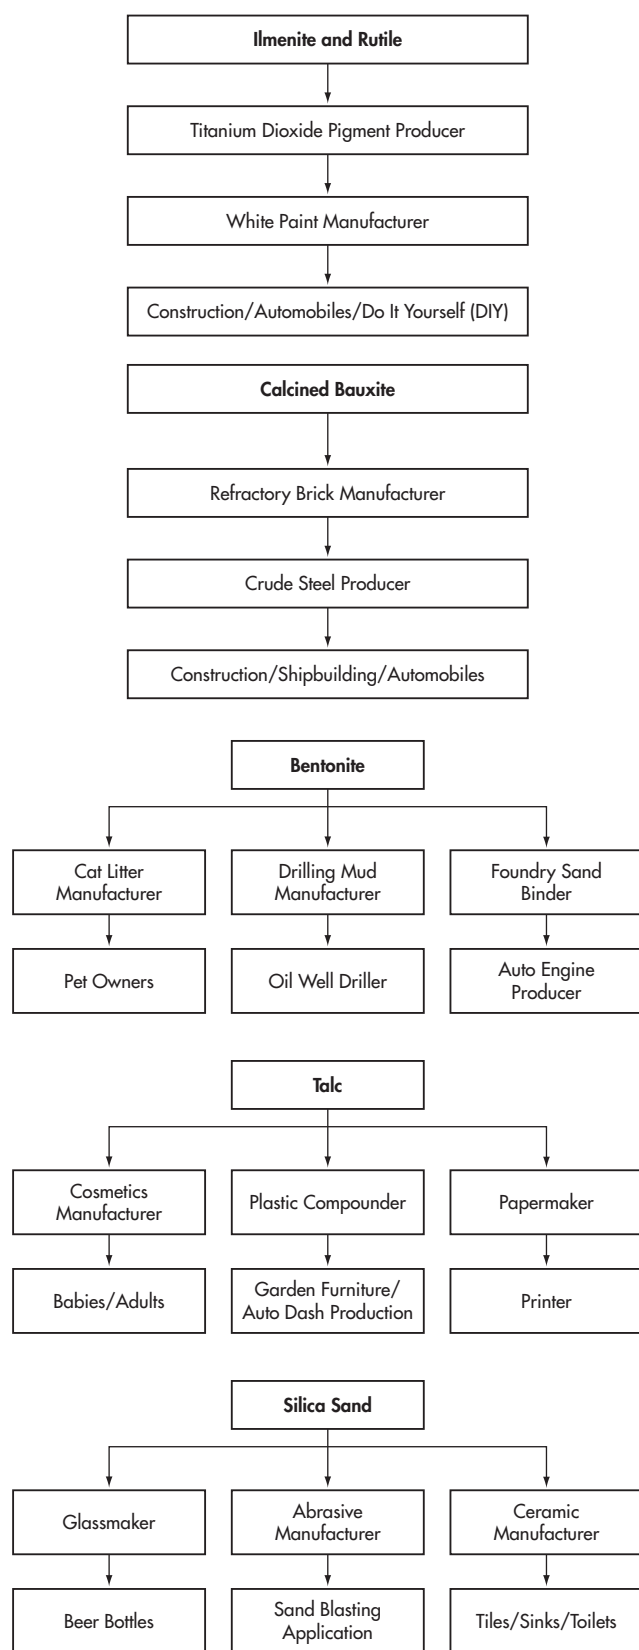 Ilmenite and Rutile
Titanium Dioxide Pigment Producer
White Paint Manufacturer
Construction/Automobiles/Do It Yourself (DIY)
Calcined Bauxite
Refractory Brick Manufacturer
Crude Steel Producer
Construction/Shipbuilding/Automobiles
Bentonite
Cat Litter
Manufacturer
Drilling Mud
Manufacturer
Foundry Sand
Binder
Pet Owners
Oil Well Driller
Auto Engine
Producer
Talc
Cosmetics
Manufacturer
Plastic Compounder
Papermaker
Babies/Adults
Garden Furniture/
Auto Dash Production
Printer
Silica Sand
Glassmaker
Abrasive
Manufacturer
Ceramic
Manufacturer
Beer Bottles
Sand Blasting
Application
Tiles/Sinks/Toilets